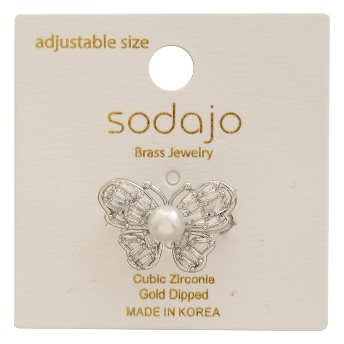 adjustable size
sodajo
Brass Jewelry
Cubic Zirconia
Gold Dipped
MADE IN KOREA